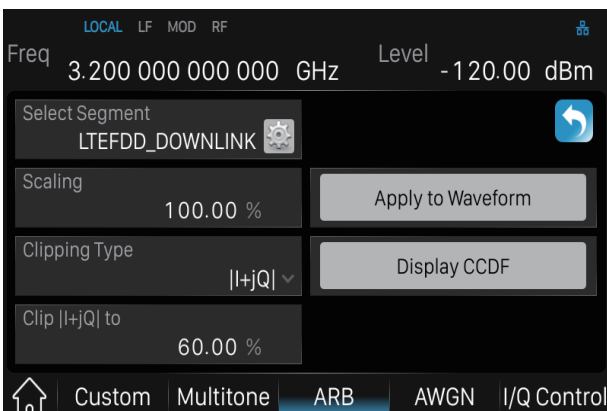 LOCAL LF MOD RF
Freq 3.200 000 000 000 GHz Level -120.00 dBm
Select Segment
LTEFDD_DOWNLINK
Scaling
100.00 %
Apply to Waveform
Clipping Type
|I+jQ|
Display CCDF
Clip |I+jQ| to
60.00 %
Custom Multitone ARB AWGN I/Q Control